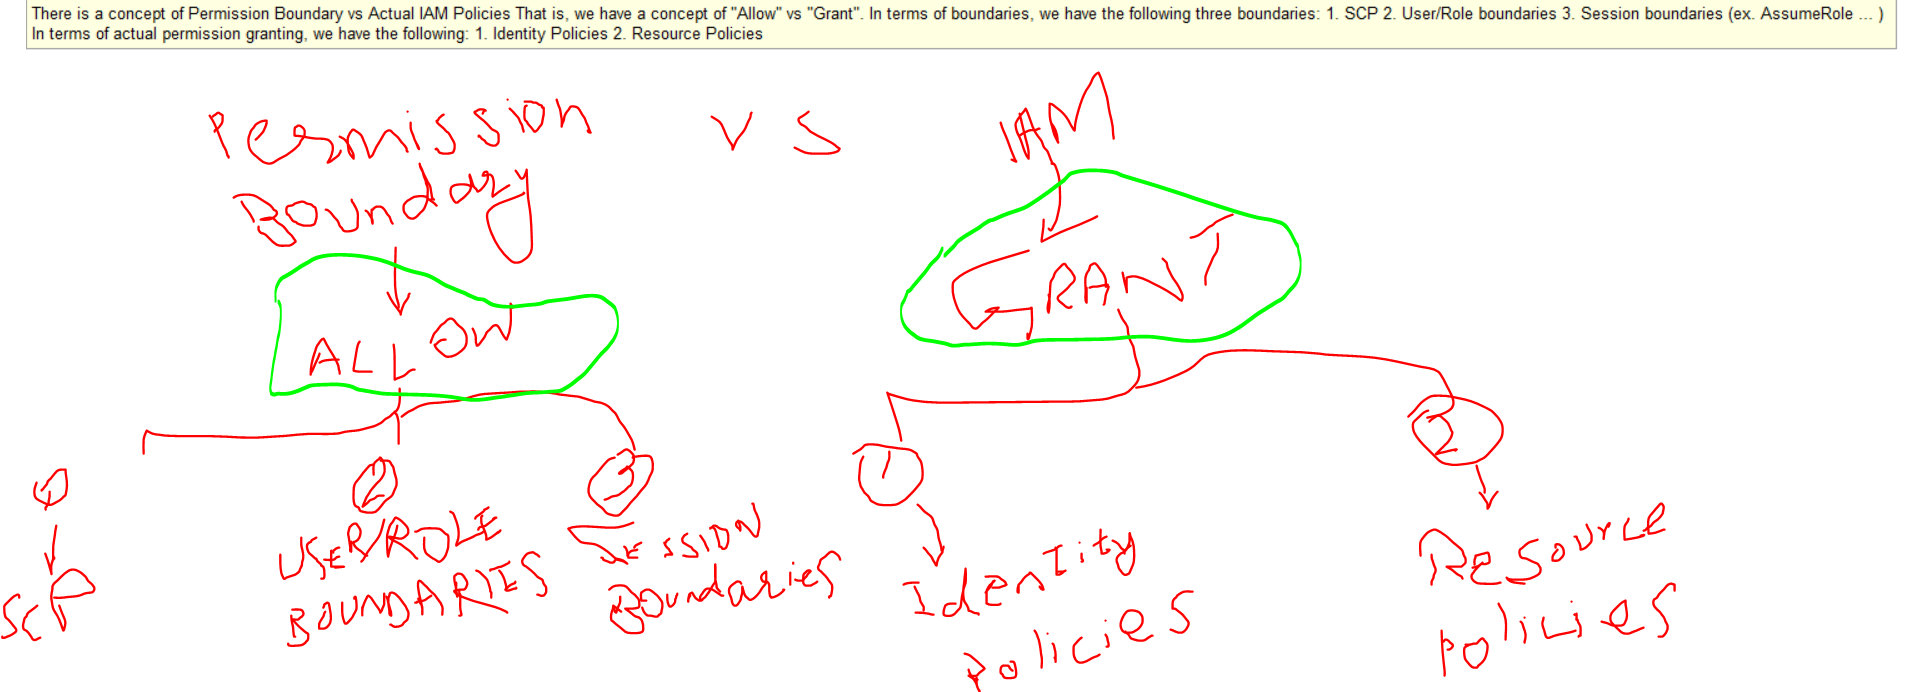 There is a concept of Permission Boundary vs Actual IAM Policies That is, we have a concept of "Allow" vs "Grant". In terms of boundaries, we have the following three boundaries: 1. SCP 2. User/Role boundaries 3. Session boundaries (ex. AssumeRole ... )
In terms of actual permission granting, we have the following: 1. Identity Policies 2. Resource Policies
Permission VS IAM
Boundary
ALLOW
GRANT
1
SCP
2
USER/ROLE
BOUNDARIES
3
SESSION
Boundaries
1
Identity
policies
2
Resource
policies